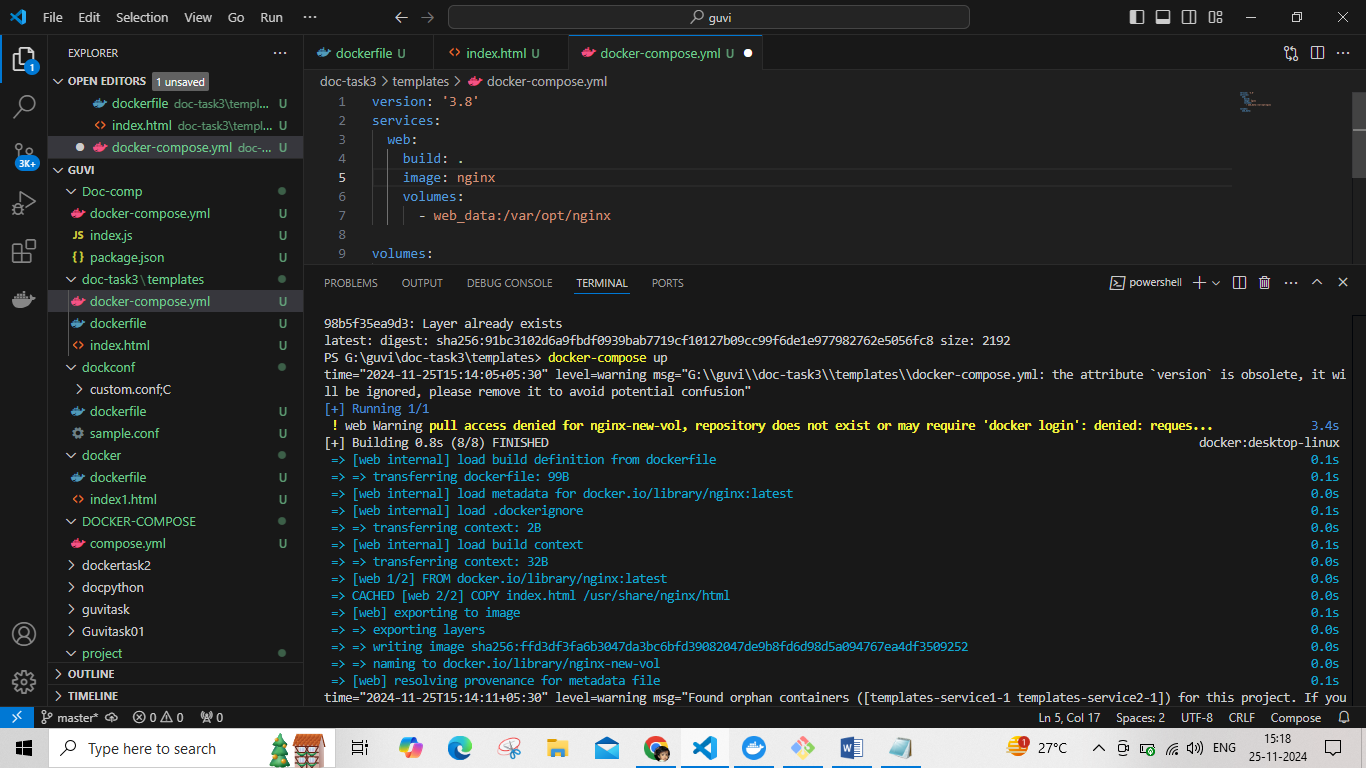 File Edit Selection View Go Run ··· guvi
EXPLORER ···
OPEN EDITORS 1 unsaved
dockerfile doc-task3\templ... U
index.html doc-task3\templ... U
docker-compose.yml doc-... U
GUVI
Doc-comp
docker-compose.yml U
JS index.js U
{} package.json U
doc-task3\templates
docker-compose.yml U
dockerfile U
index.html U
dockconf
custom.conf;C
dockerfile U
sample.conf U
docker
dockerfile U
index1.html U
DOCKER-COMPOSE
compose.yml U
dockertask2
docpython
guvitask
Guvitask01
project
OUTLINE
TIMELINE
1
3K+
dockerfile U index.html U docker-compose.yml U
doc-task3 > templates > docker-compose.yml
1 version: '3.8'
2 services:
3 web:
4 build: .
5 image: nginx
6 volumes:
7 - web_data:/var/opt/nginx
8
9 volumes:
PROBLEMS OUTPUT DEBUG CONSOLE TERMINAL PORTS powershell
98b5f35ea9d3: Layer already exists
latest: digest: sha256:91bc3102d6a9fbdf0939bab7719cf10127b09cc99f6de1e977982762e5056fc8 size: 2192
PS G:\guvi\doc-task3\templates> docker-compose up
time="2024-11-25T15:14:05+05:30" level=warning msg="G:\\guvi\\doc-task3\\templates\\docker-compose.yml: the attribute `version` is obsolete, it wi
ll be ignored, please remove it to avoid potential confusion"
[+] Running 1/1
! web Warning pull access denied for nginx-new-vol, repository does not exist or may require 'docker login': denied: reques... 3.4s
[+] Building 0.8s (8/8) FINISHED docker:desktop-linux
=> [web internal] load build definition from dockerfile 0.1s
=> => transferring dockerfile: 99B 0.1s
=> [web internal] load metadata for docker.io/library/nginx:latest 0.0s
=> [web internal] load .dockerignore 0.1s
=> => transferring context: 2B 0.0s
=> [web internal] load build context 0.1s
=> => transferring context: 32B 0.0s
=> [web 1/2] FROM docker.io/library/nginx:latest 0.0s
=> CACHED [web 2/2] COPY index.html /usr/share/nginx/html 0.0s
=> [web] exporting to image 0.1s
=> => exporting layers 0.0s
=> => writing image sha256:ffd3df3fa6b3047da3bc6bfd39082047de9b8fd6d98d5a094767ea4df3509252 0.0s
=> => naming to docker.io/library/nginx-new-vol 0.0s
=> [web] resolving provenance for metadata file 0.1s
time="2024-11-25T15:14:11+05:30" level=warning msg="Found orphan containers ([templates-service1-1 templates-service2-1]) for this project. If you
master* 0 0 0 Ln 5, Col 17 Spaces: 2 UTF-8 CRLF Compose
Type here to search 1 27°C ENG 15:18
25-11-2024